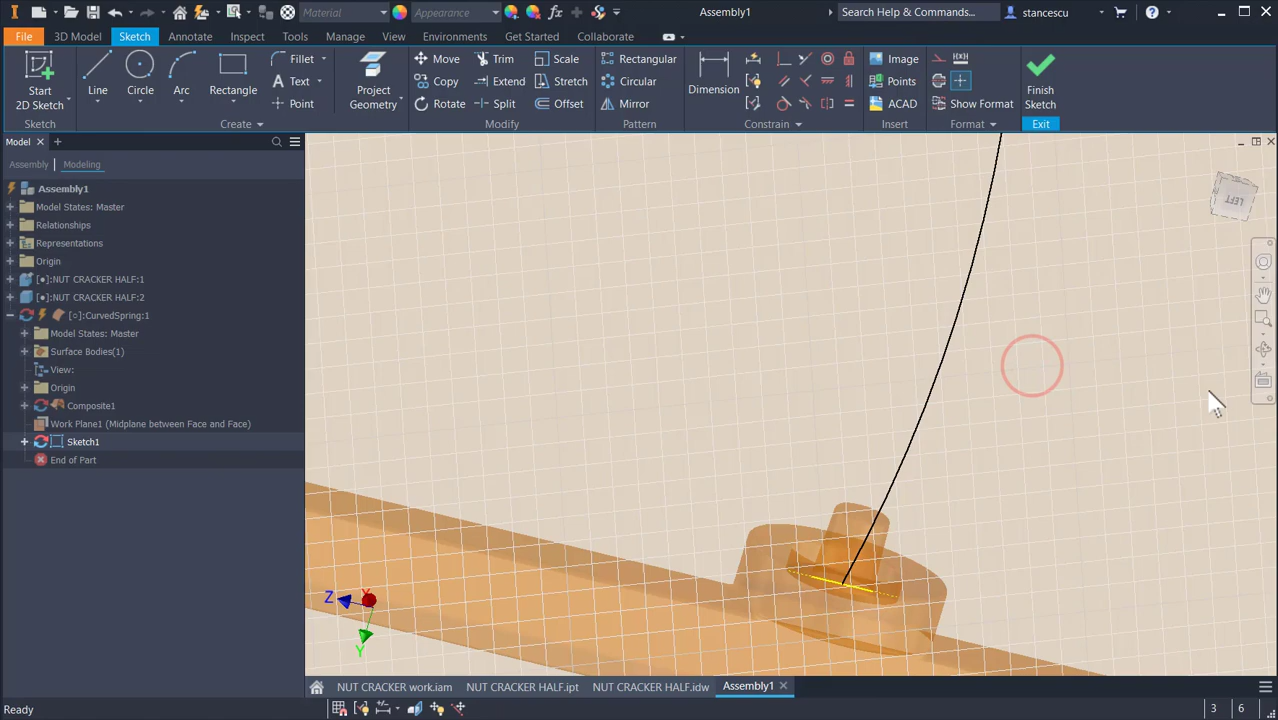 Material
Appearance
Assembly1
Search Help & Commands...
stancescu
File
3D Model
Sketch
Annotate
Inspect
Tools
Manage
View
Environments
Get Started
Collaborate
Start
2D Sketch
Line
Circle
Arc
Rectangle
Fillet
Text
Point
Project
Geometry
Move
Trim
Scale
Copy
Extend
Stretch
Rotate
Split
Offset
Rectangular
Circular
Mirror
Dimension
Image
Points
ACAD
Show Format
Finish
Sketch
Sketch
Create
Modify
Pattern
Constrain
Insert
Format
Exit
Model
Assembly
Modeling
Assembly1
Model States: Master
Relationships
Representations
Origin
[●]:NUT CRACKER HALF:1
[●]:NUT CRACKER HALF:2
[○]:CurvedSpring:1
Model States: Master
Surface Bodies(1)
View:
Origin
Composite1
Work Plane1 (Midplane between Face and Face)
Sketch1
End of Part
LEFT
Z
X
Y
NUT CRACKER work.iam
NUT CRACKER HALF.ipt
NUT CRACKER HALF.idw
Assembly1
Ready
3
6